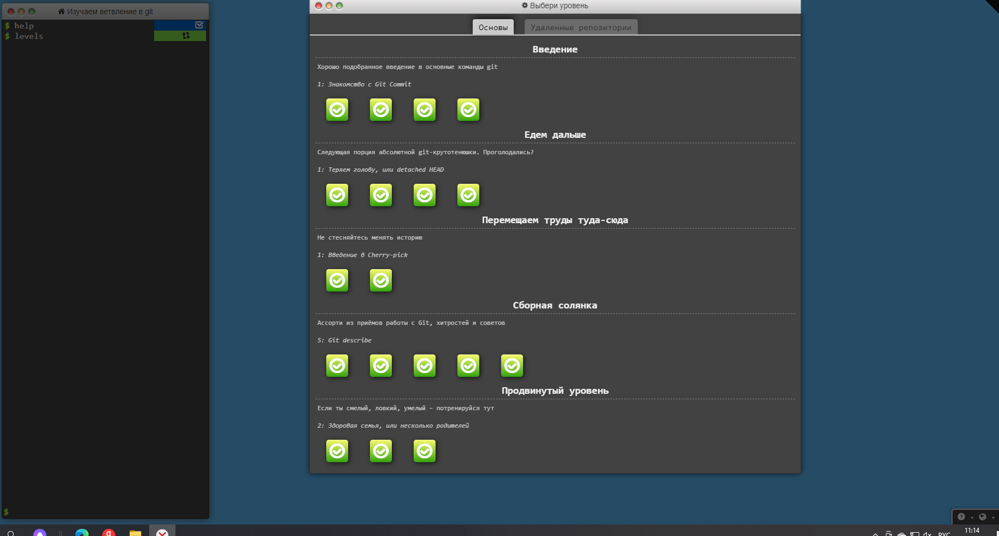 Изучаем ветвление в git
$ help
$ levels
$
Выбери уровень
Основы
Удаленные репозитории
Введение
Хорошо подобранное введение в основные команды git
1: Знакомство с Git Commit
Едем дальше
Следующая порция абсолютной git-крутотенюшки. Проголодались?
1: Теряем голову, или detached HEAD
Перемещаем труды туда-сюда
Не стесняйтесь менять историю
1: Введение в Cherry-pick
Сборная солянка
Ассорти из приёмов работы с Git, хитростей и советов
5: Git describe
Продвинутый уровень
Если ты смелый, ловкий, умелый – потренируйся тут
2: Здоровая семья, или несколько родителей
РУС
11:14